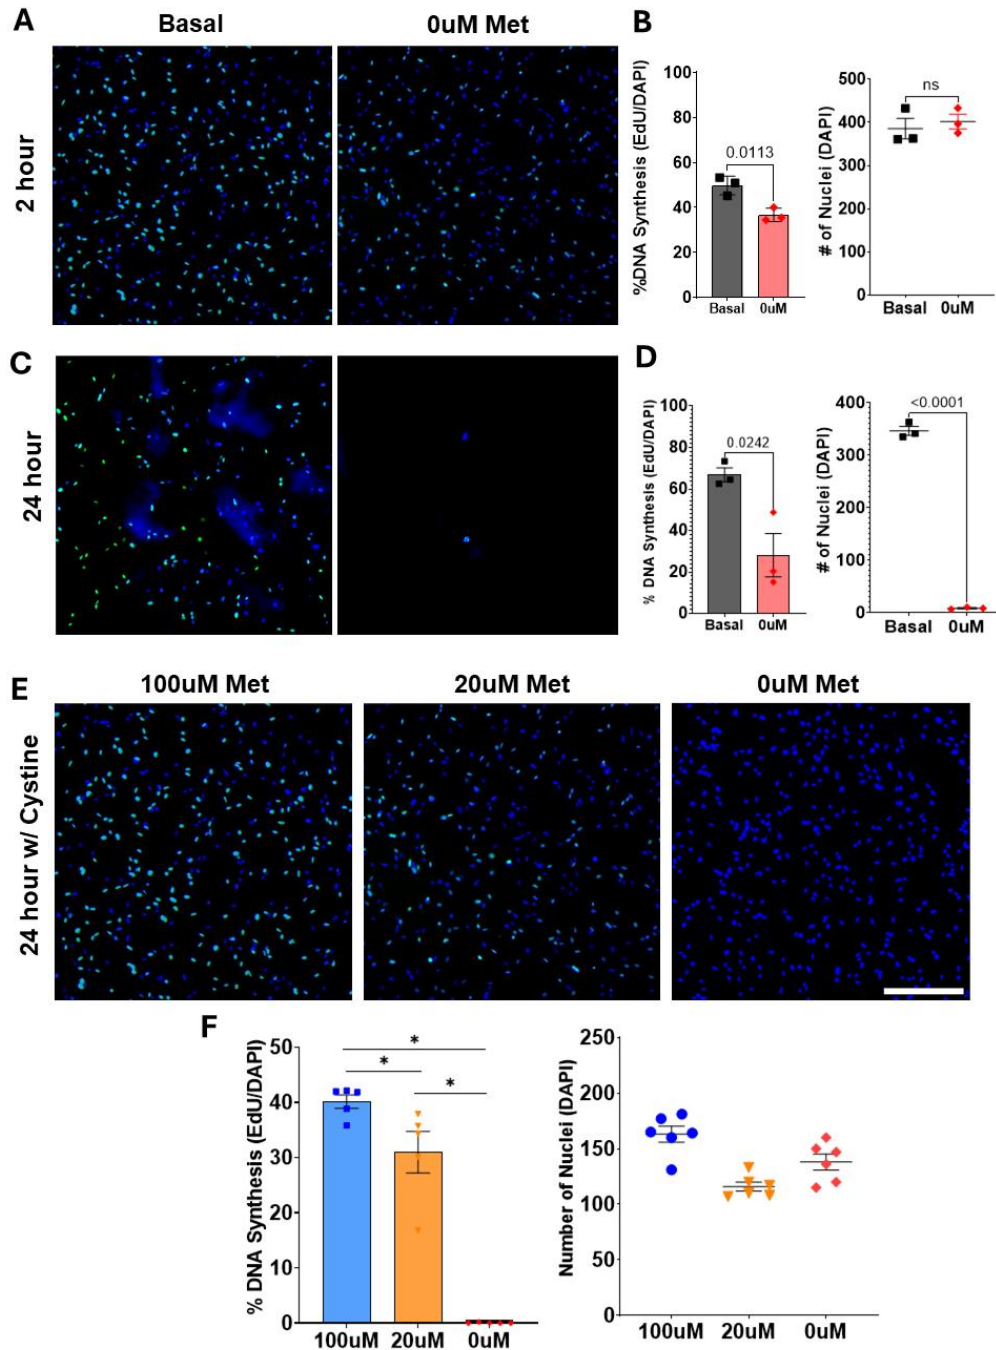 A
Basal
0uM Met
2 hour
B
%DNA Synthesis (EdU/DAPI)
100
80
60
40
20
0
0.0113
Basal
0uM
# of Nuclei (DAPI)
500
400
300
200
100
0
ns
Basal
0uM
C
24 hour
D
% DNA Synthesis (EdU/DAPI)
100
80
60
40
20
0
0.0242
Basal
0uM
# of Nuclei (DAPI)
400
300
200
100
0
<0.0001
Basal
0uM
E
100uM Met
20uM Met
0uM Met
24 hour w/ Cystine
F
% DNA Synthesis (EdU/DAPI)
50
40
30
20
10
0
*
*
*
100uM
20uM
0uM
Number of Nuclei (DAPI)
250
200
150
100
50
0
100uM
20uM
0uM